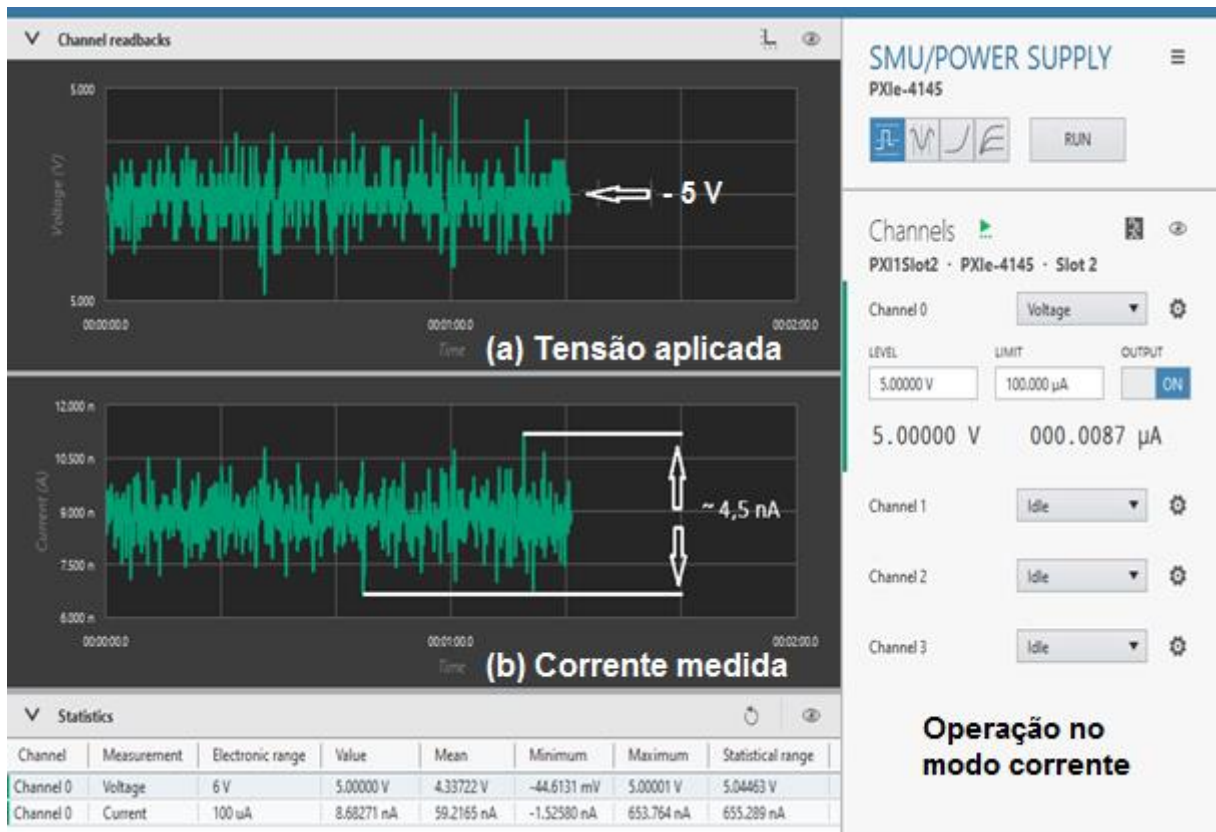 Channel readbacks
5.000
Voltage (V)
- 5 V
5.000
00:00:00.0
00:01:00.0
00:02:00.0
Time
(a) Tensão aplicada
12.000 n
10.500 n
9.000 n
7.500 n
6.000 n
Current (A)
~ 4,5 nA
00:00:00.0
00:01:00.0
00:02:00.0
Time
(b) Corrente medida
Statistics
Channel Measurement Electronic range Value Mean Minimum Maximum Statistical range
Channel 0 Voltage 6 V 5.00000 V 4.33722 V -44.6131 mV 5.00001 V 5.04463 V
Channel 0 Current 100 uA 8.68271 nA 59.2165 nA -1.52580 nA 653.764 nA 655.289 nA
SMU/POWER SUPPLY
PXIe-4145
RUN
Channels
PXI1Slot2 · PXIe-4145 · Slot 2
Channel 0 Voltage
LEVEL LIMIT OUTPUT
5.00000 V 100.000 µA ON
5.00000 V 000.0087 µA
Channel 1 Idle
Channel 2 Idle
Channel 3 Idle
Operação no
modo corrente